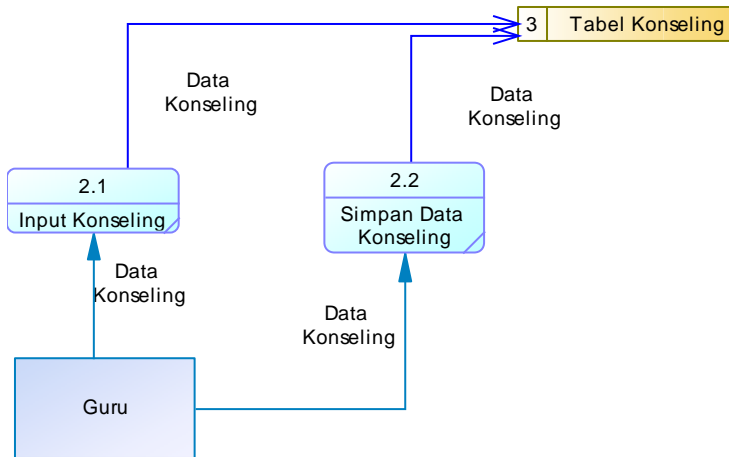 3 Tabel Konseling
Data
Konseling
Data
Konseling
2.1
Input Konseling
2.2
Simpan Data
Konseling
Data
Konseling
Data
Konseling
Guru